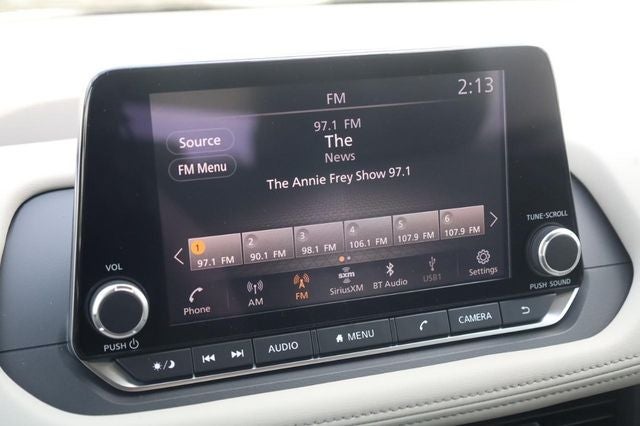 2:13
FM
97.1 FM
Source
The
News
FM Menu
The Annie Frey Show 97.1
1 2 3 4 5 6
97.1 FM 90.1 FM 98.1 FM 106.1 FM 107.9 FM 107.9 FM
Phone AM FM sxm SiriusXM BT Audio USB1 Settings
VOL
PUSH
TUNE·SCROLL
PUSH SOUND
AUDIO MENU CAMERA